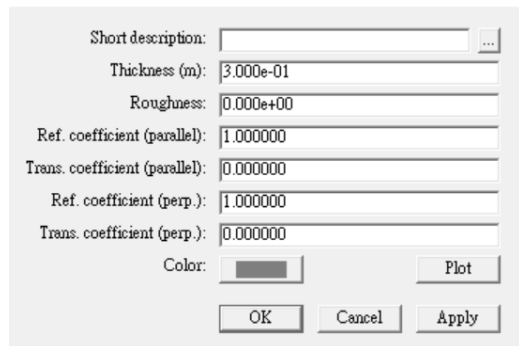 Short description: ...
Thickness (m): 3.000e-01
Roughness: 0.000e+00
Ref. coefficient (parallel): 1.000000
Trans. coefficient (parallel): 0.000000
Ref. coefficient (perp.): 1.000000
Trans. coefficient (perp.): 0.000000
Color: Plot
OK Cancel Apply